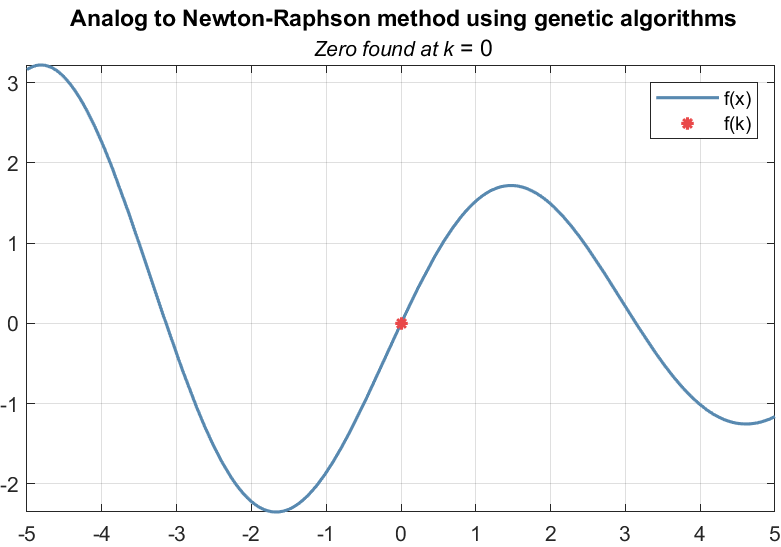 Analog to Newton-Raphson method using genetic algorithms
Zero found at k = 0
f(x)
f(k)
3
2
1
0
-1
-2
-5 -4 -3 -2 -1 0 1 2 3 4 5